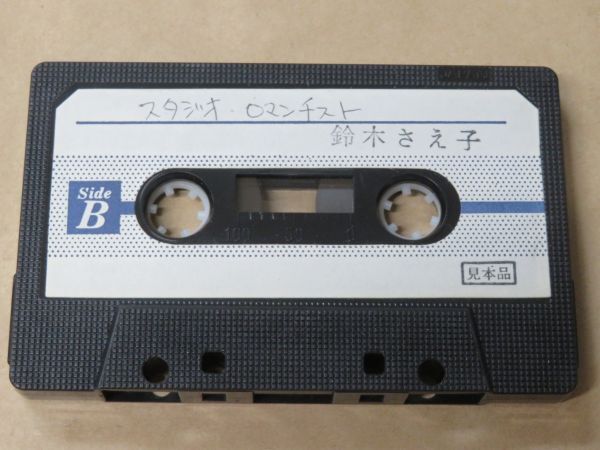 スタジオ・ロマンチスト
鈴木さえ子
Side
B
100 50
見本品